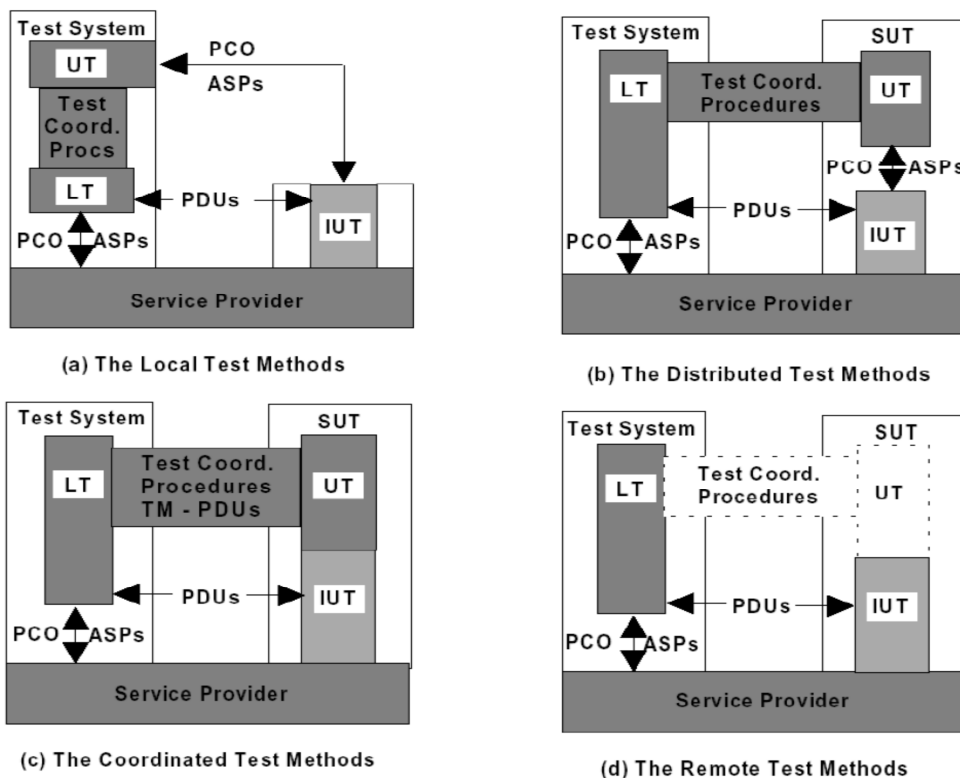 Test System
UT
PCO
ASPs
Test
Coord.
Procs
LT
PDUs
IUT
PCO
ASPs
Service Provider
(a) The Local Test Methods
Test System
SUT
LT
Test Coord.
Procedures
UT
PCO
ASPs
PDUs
IUT
PCO
ASPs
Service Provider
(b) The Distributed Test Methods
Test System
SUT
LT
Test Coord.
Procedures
TM - PDUs
UT
PDUs
IUT
PCO
ASPs
Service Provider
(c) The Coordinated Test Methods
Test System
SUT
LT
Test Coord.
Procedures
UT
PDUs
IUT
PCO
ASPs
Service Provider
(d) The Remote Test Methods